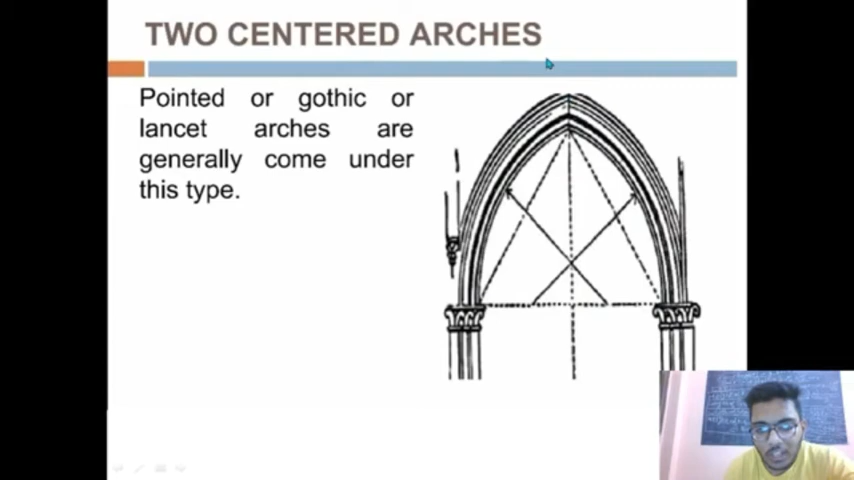 TWO CENTERED ARCHES
Pointed or gothic or
lancet arches are
generally come under
this type.